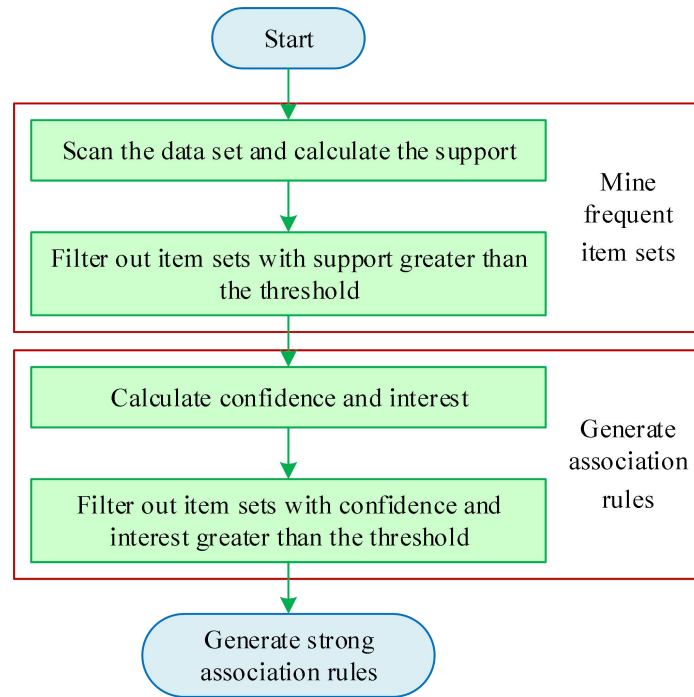 Start
Scan the data set and calculate the support
Filter out item sets with support greater than
the threshold
Mine
frequent
item sets
Calculate confidence and interest
Filter out item sets with confidence and
interest greater than the threshold
Generate
association
rules
Generate strong
association rules